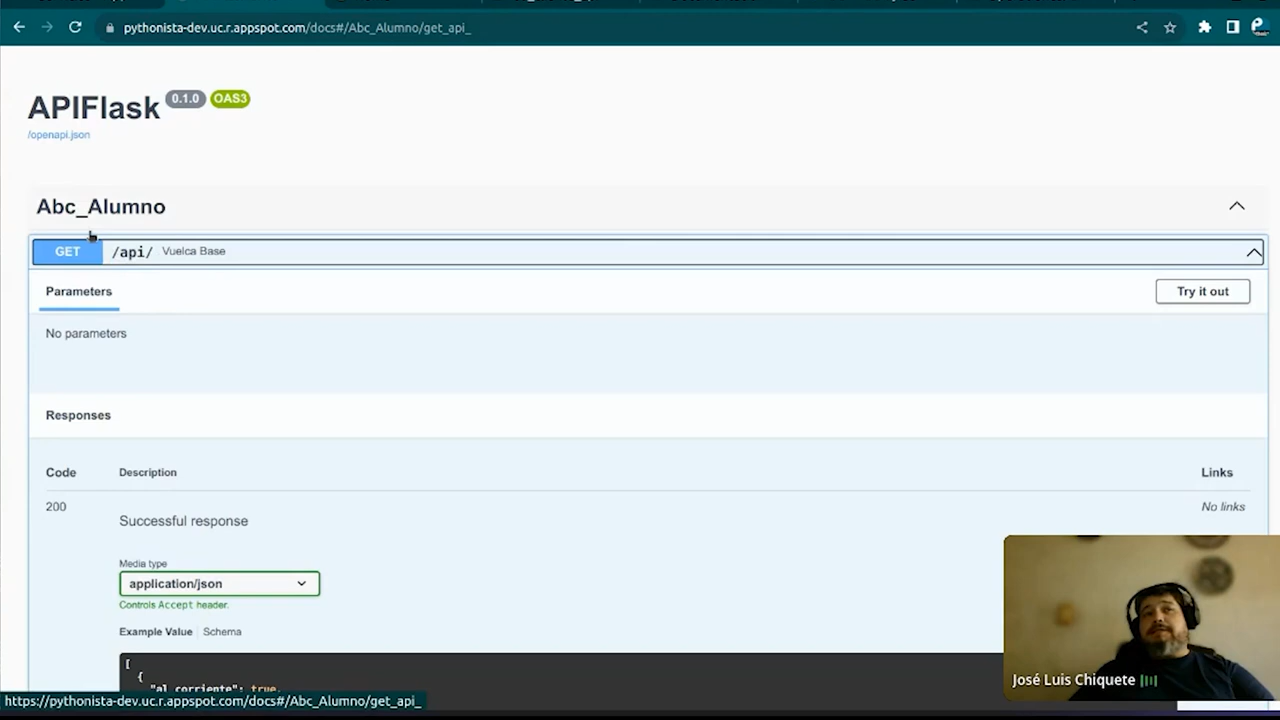 pythonista-dev.uc.r.appspot.com/docs#/Abc_Alumno/get_api_
APIFlask 0.1.0 OAS3
/openapi.json
Abc_Alumno
GET /api/ Vuelca Base
Parameters
Try it out
No parameters
Responses
Code Description Links
200 No links
Successful response
Media type
application/json
Controls Accept header.
Example Value Schema
[
{
"al_corriente": true,
José Luis Chiquete
https://pythonista-dev.uc.r.appspot.com/docs#/Abc_Alumno/get_api_